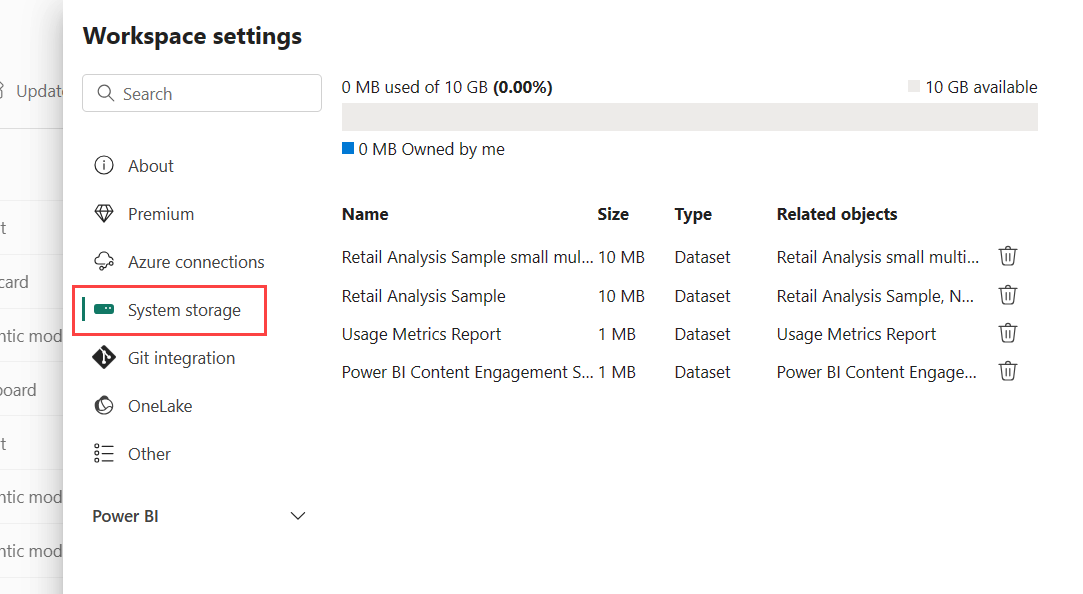 Workspace settings
Update
Search
0 MB used of 10 GB (0.00%)
10 GB available
0 MB Owned by me
About
Premium
Azure connections
System storage
Git integration
OneLake
Other
Power BI
Name Size Type Related objects
Retail Analysis Sample small mul... 10 MB Dataset Retail Analysis small multi...
Retail Analysis Sample 10 MB Dataset Retail Analysis Sample, N...
Usage Metrics Report 1 MB Dataset Usage Metrics Report
Power BI Content Engagement S... 1 MB Dataset Power BI Content Engage...
t
card
ntic mod
board
t
ntic mod
ntic mod